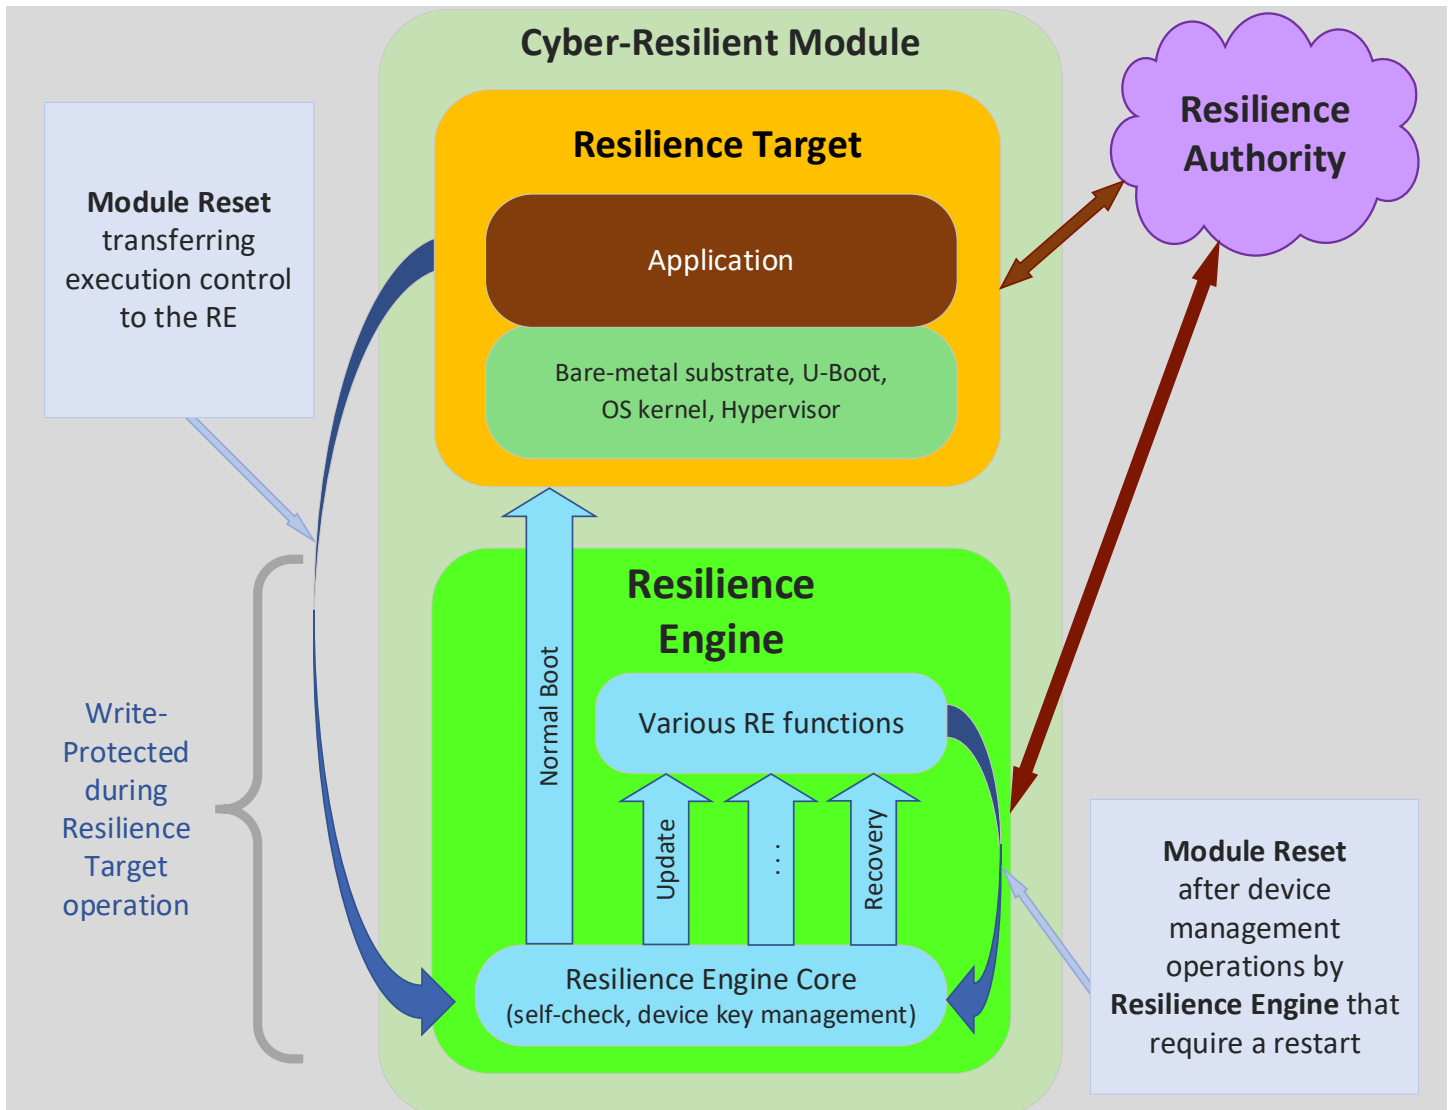 Cyber-Resilient Module
Resilience Target
Application
Bare-metal substrate, U-Boot,
OS kernel, Hypervisor
Resilience
Authority
Module Reset
transferring
execution control
to the RE
Write-
Protected
during
Resilience
Target
operation
Resilience
Engine
Normal Boot
Various RE functions
Update
....
Recovery
Resilience Engine Core
(self-check, device key management)
Module Reset
after device
management
operations by
Resilience Engine that
require a restart